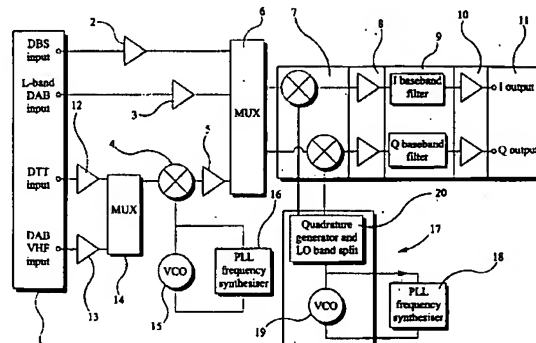 2
6
DBS
input
7
8
9
10
11
L-band
DAB
input
3
I baseband
filter
I output
12
4
5
MUX
DTT
input
Q baseband
filter
Q output
MUX
16
20
DAB
VHF
input
Quadrature
generator and
LO band split
17
VCO
PLL
frequency
synthesiser
18
13
14
15
VCO
PLL
frequency
synthesiser
19
1